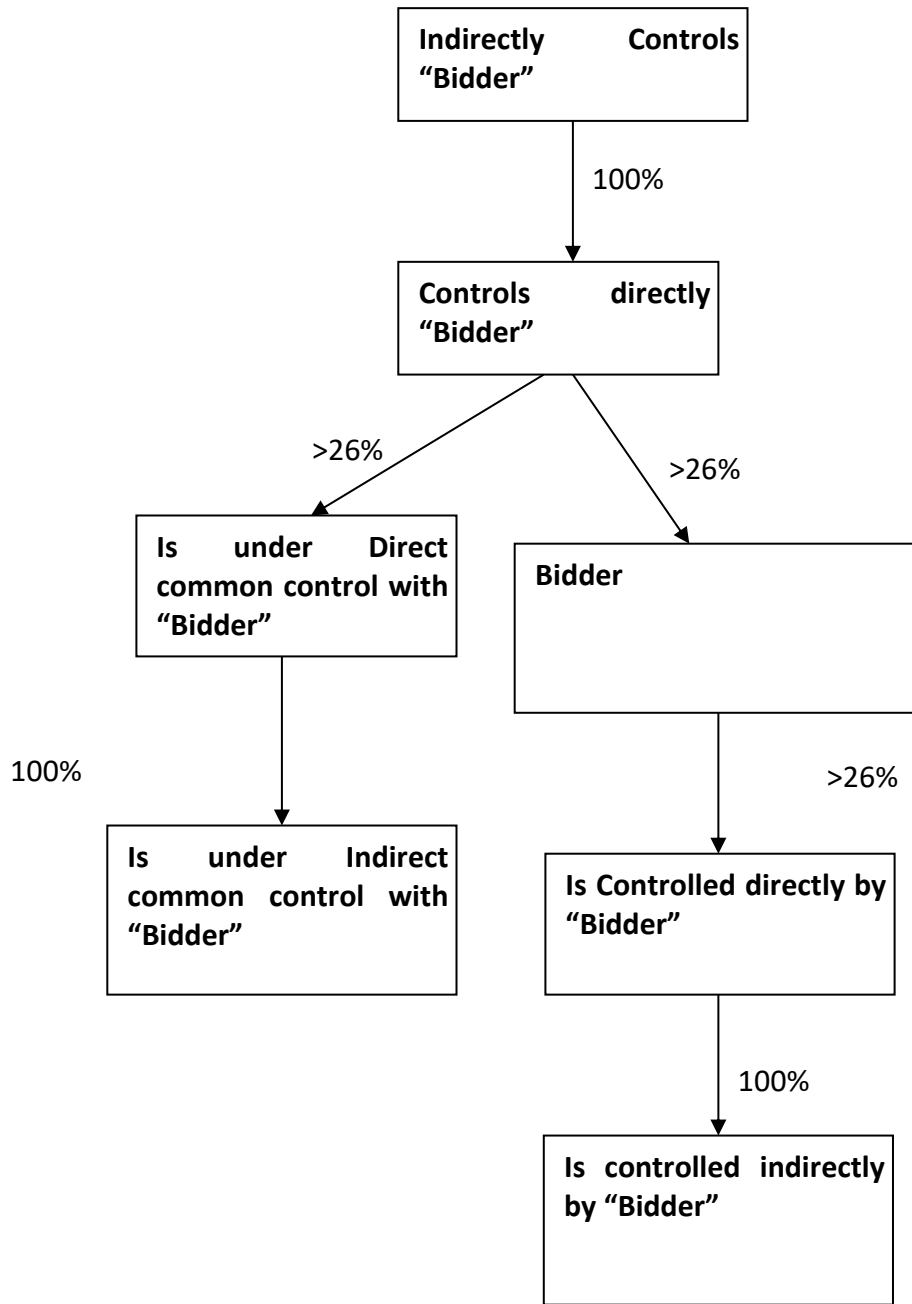 Indirectly Controls
“Bidder”
100%
Controls directly
“Bidder”
>26%
>26%
Is under Direct
common control with
“Bidder”
Bidder
100%
>26%
Is under Indirect
common control with
“Bidder”
Is Controlled directly by
“Bidder”
100%
Is controlled indirectly
by “Bidder”